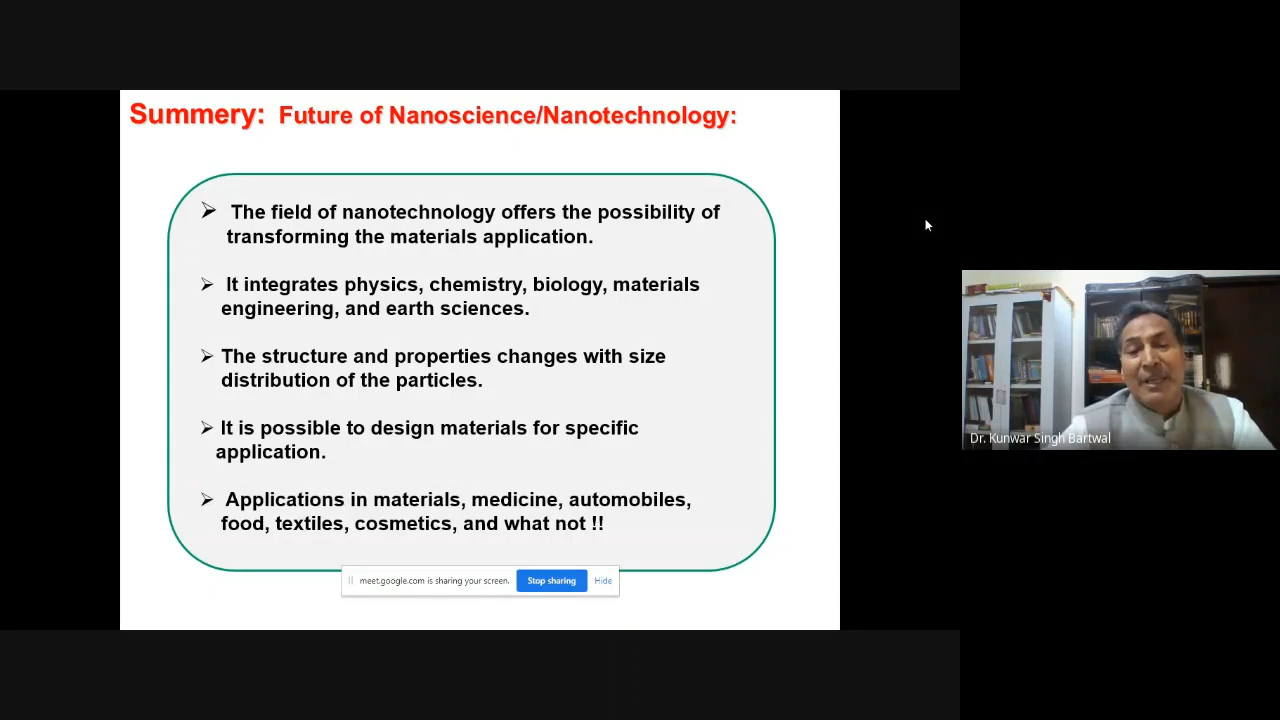 Summery: Future of Nanoscience/Nanotechnology:
➢ The field of nanotechnology offers the possibility of
transforming the materials application.
➢ It integrates physics, chemistry, biology, materials
engineering, and earth sciences.
➢ The structure and properties changes with size
distribution of the particles.
➢ It is possible to design materials for specific
application.
➢ Applications in materials, medicine, automobiles,
food, textiles, cosmetics, and what not !!
meet.google.com is sharing your screen. Stop sharing Hide
Dr. Kunwar Singh Bartwal